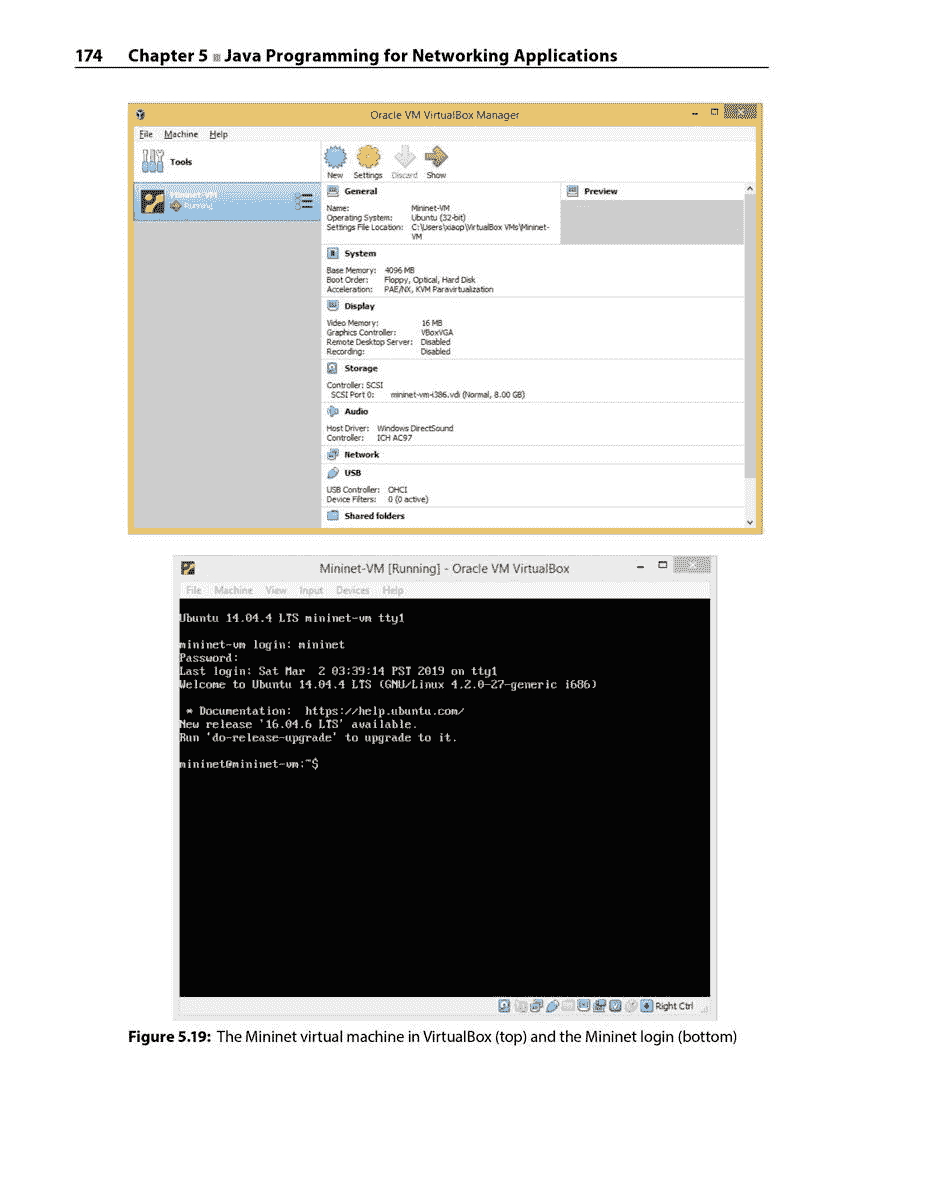 174 Chapter 5 ■ Java Programming for Networking Applications
Oracle VM VirtualBox Manager
File Machine Help
Tools
New Settings Discard Show
Mininet-VM
Running
General
Preview
Name: Mininet-VM
Operating System: Ubuntu (32-bit)
Settings File Location: C:\Users\xiaop\VirtualBox VMs\Mininet-
VM
System
Base Memory: 4096 MB
Boot Order: Floppy, Optical, Hard Disk
Acceleration: PAE/NX, KVM Paravirtualization
Display
Video Memory: 16 MB
Graphics Controller: VBoxVGA
Remote Desktop Server: Disabled
Recording: Disabled
Storage
Controller: SCSI
SCSI Port 0: mininet-vm-i386.vdi (Normal, 8.00 GB)
Audio
Host Driver: Windows DirectSound
Controller: ICH AC97
Network
USB
USB Controller: OHCI
Device Filters: 0 (0 active)
Shared folders
Mininet-VM [Running] - Oracle VM VirtualBox
File Machine View Input Devices Help
Ubuntu 14.04.4 LTS mininet-vm tty1
mininet-vm login: mininet
Password:
Last login: Sat Mar 2 03:39:14 PST 2019 on tty1
Welcome to Ubuntu 14.04.4 LTS (GNU/Linux 4.2.0-27-generic i686)
* Documentation: https://help.ubuntu.com/
New release '16.04.6 LTS' available.
Run 'do-release-upgrade' to upgrade to it.
mininet@mininet-vm:~$
Right Ctrl
Figure 5.19: The Mininet virtual machine in VirtualBox (top) and the Mininet login (bottom)